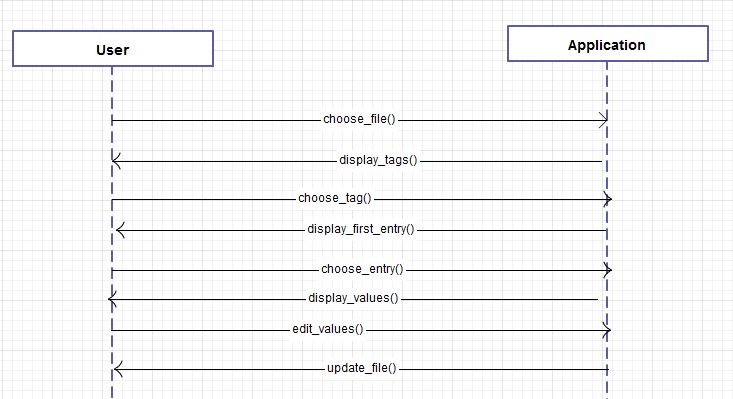 User
Application
choose_file()
display_tags()
choose_tag()
display_first_entry()
choose_entry()
display_values()
edit_values()
update_file()